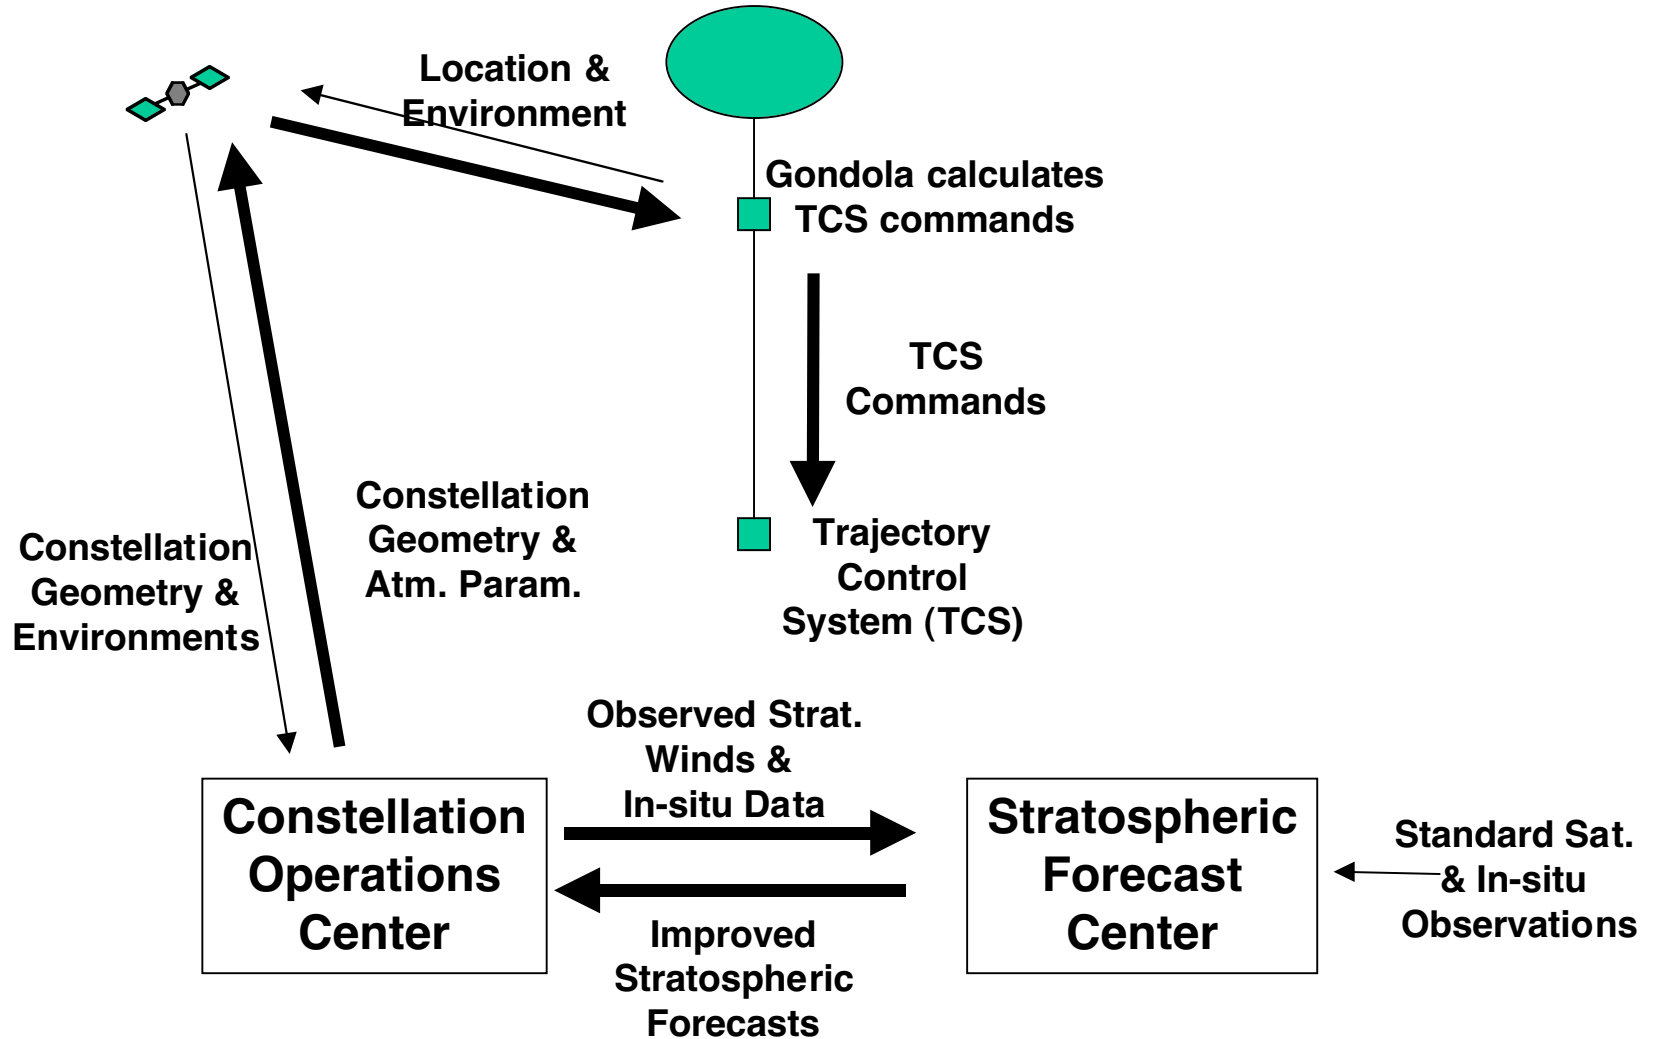 Location &
Environment
Gondola calculates
TCS commands
TCS
Commands
Constellation
Geometry &
Atm. Param.
Constellation
Geometry &
Environments
Trajectory
Control
System (TCS)
Observed Strat.
Winds &
In-situ Data
Constellation
Operations
Center
Stratospheric
Forecast
Center
Standard Sat.
& In-situ
Observations
Improved
Stratospheric
Forecasts